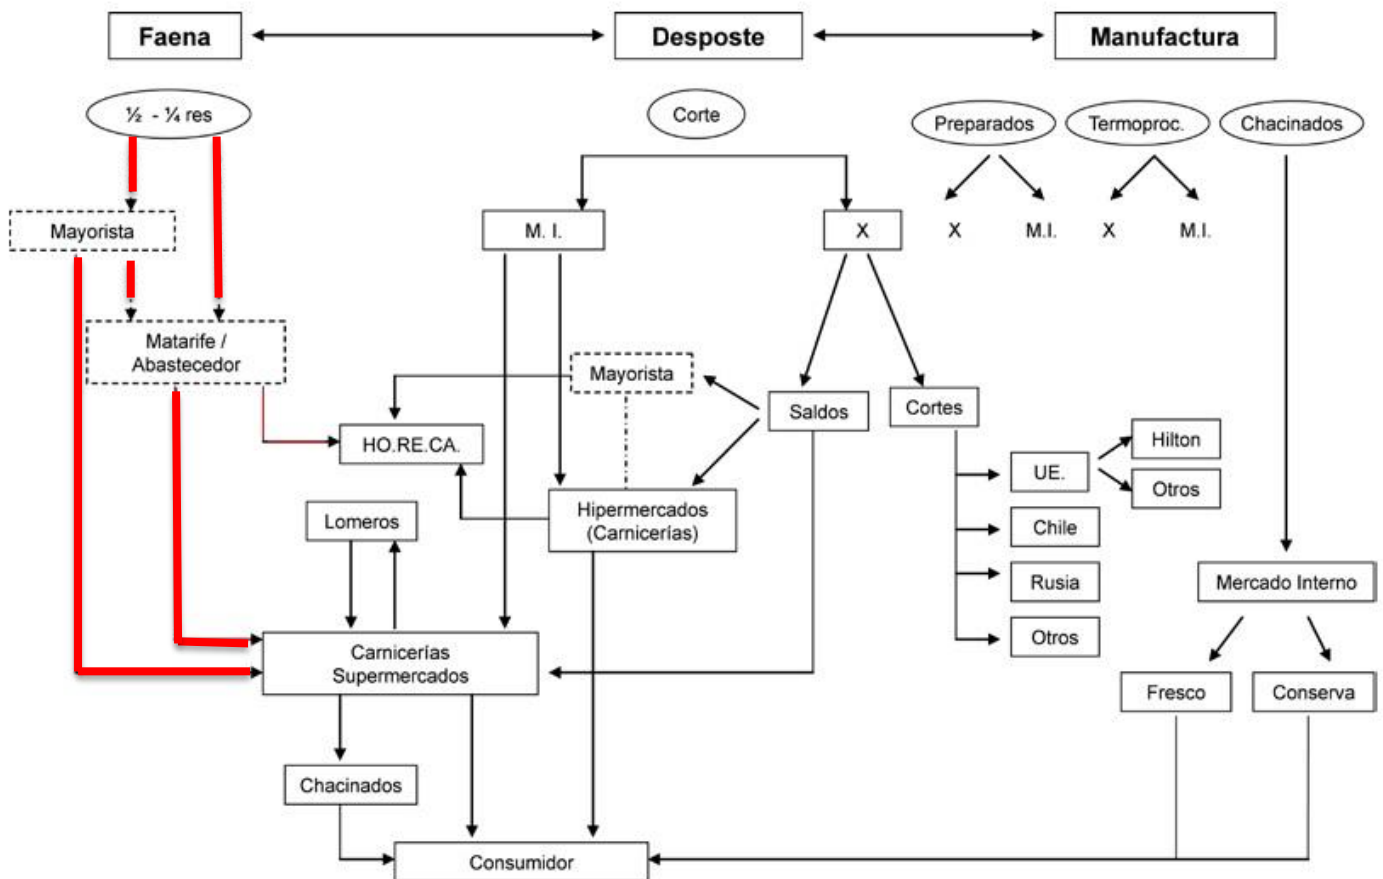 Faena
Desposte
Manufactura
½ - ¼ res
Corte
Preparados
Termoproc.
Chacinados
Mayorista
M. I.
X
X
M.I.
X
M.I.
Matarife /
Abastecedor
Mayorista
Saldos
Cortes
HO.RE.CA.
UE.
Hilton
Otros
Lomeros
Hipermercados
(Carnicerías)
Chile
Rusia
Mercado Interno
Otros
Carnicerías
Supermercados
Fresco
Conserva
Chacinados
Consumidor